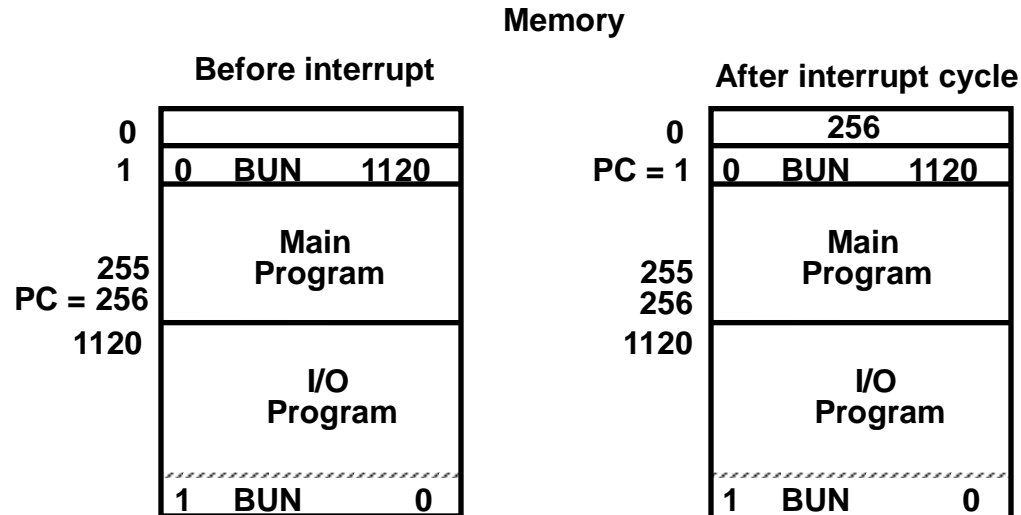 Memory
Before interrupt
0
1 0 BUN 1120
Main
Program
255
PC = 256
1120
I/O
Program
1 BUN 0
After interrupt cycle
0 256
PC = 1 0 BUN 1120
Main
Program
255
256
1120
I/O
Program
1 BUN 0